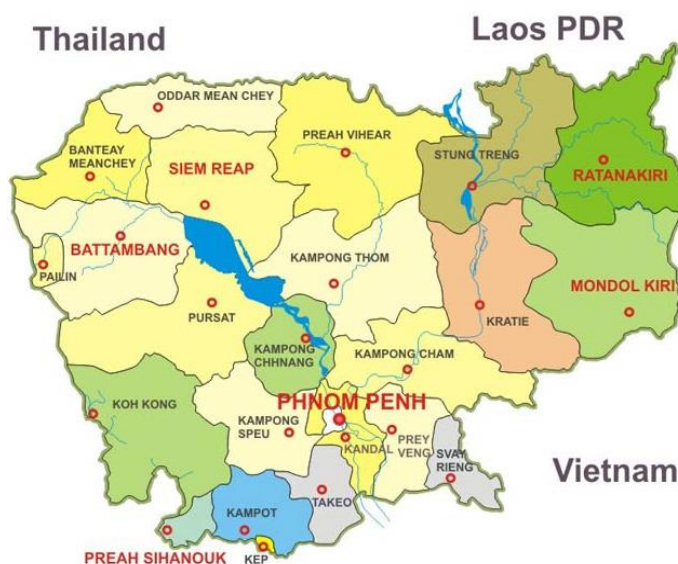 Thailand
Laos PDR
ODDAR MEAN CHEY
BANTEAY
MEANCHEY
PREAH VIHEAR
SIEM REAP
STUNG TRENG
RATANAKIRI
BATTAMBANG
PAILIN
KAMPONG THOM
MONDOL KIRI
PURSAT
KRATIE
KAMPONG
CHHNANG
KAMPONG CHAM
KOH KONG
PHNOM PENH
KAMPONG
SPEU
KANDAL
PREY
VENG
SVAY
RIENG
Vietnam
TAKEO
KAMPOT
PREAH SIHANOUK
KEP